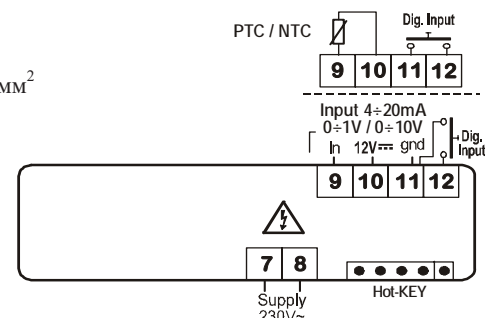 PTC / NTC
Dig. Input
9 10 11 12
мм²
Input 4÷20mA
0÷1V / 0÷10V
In 12V gnd
Dig.
Input
9 10 11 12
7 8
Hot-KEY
Supply
230V~